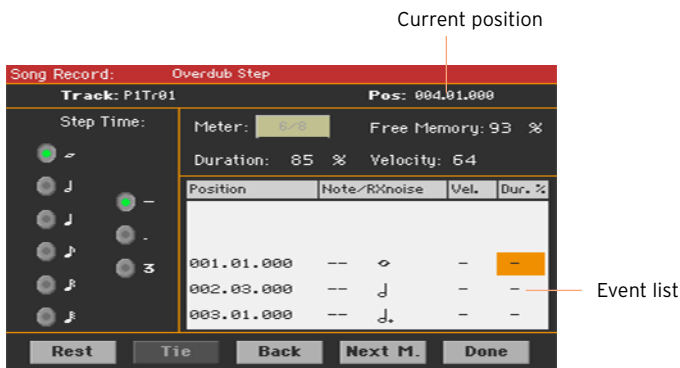 Current position
Song Record: Overdub Step
Track: P1Tr01 Pos: 004.01.000
Step Time:
Meter: 6/8 Free Memory: 93 %
Duration: 85 % Velocity: 64
Position Note/RXnoise Vel. Dur. %
001.01.000 -- - -
002.03.000 -- - -
003.01.000 -- - -
3
Event list
Rest Tie Back Next M. Done